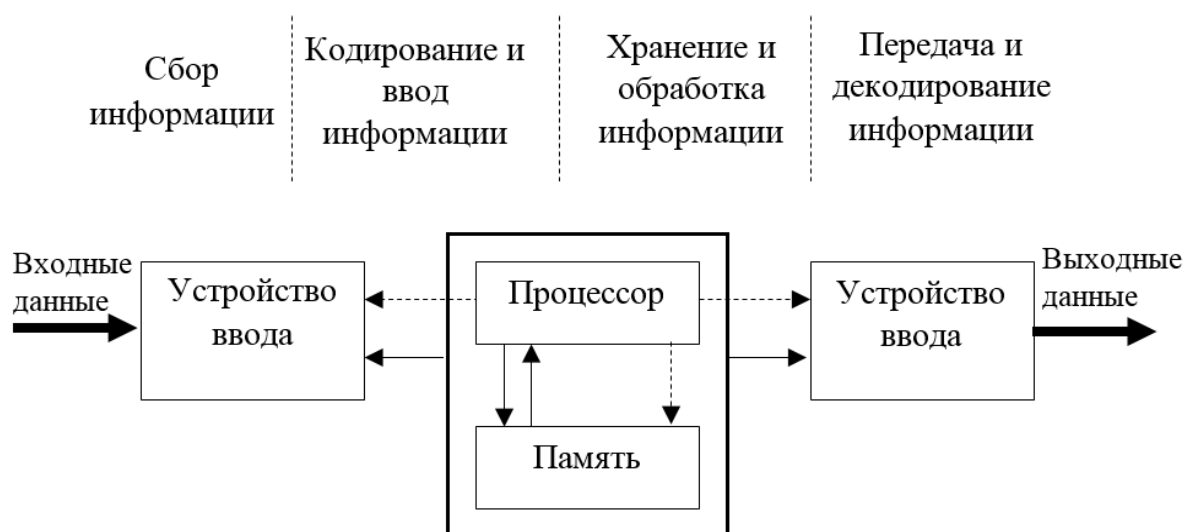 Сбор
информации
Кодирование и
ввод
информации
Хранение и
обработка
информации
Передача и
декодирование
информации
Входные
данные
Устройство
ввода
Процессор
Память
Устройство
ввода
Выходные
данные